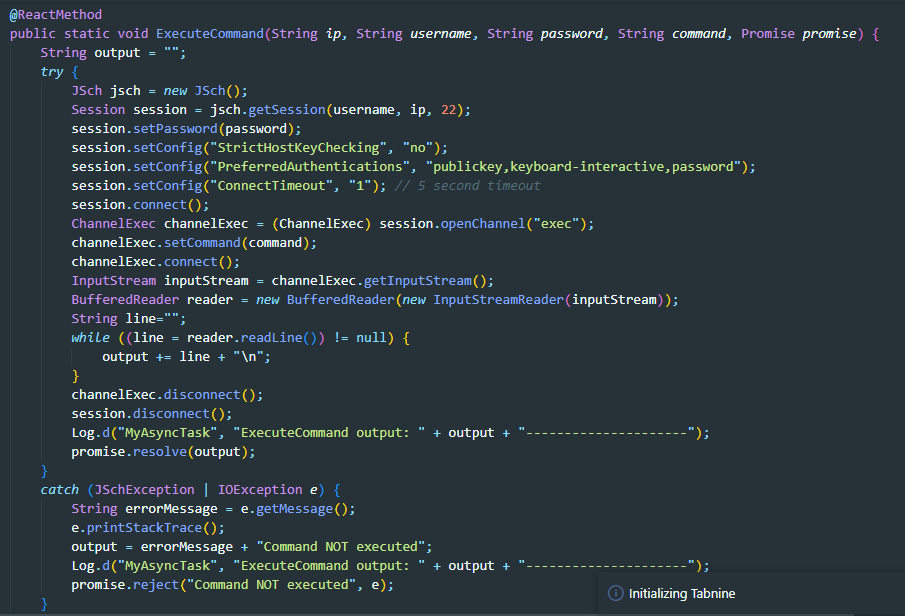 @ReactMethod
public static void ExecuteCommand(String ip, String username, String password, String command, Promise promise) {
    String output = "";
    try {
        JSch jsch = new JSch();
        Session session = jsch.getSession(username, ip, 22);
        session.setPassword(password);
        session.setConfig("StrictHostKeyChecking", "no");
        session.setConfig("PreferredAuthentications", "publickey,keyboard-interactive,password");
        session.setConfig("ConnectTimeout", "1"); // 5 second timeout
        session.connect();
        ChannelExec channelExec = (ChannelExec) session.openChannel("exec");
        channelExec.setCommand(command);
        channelExec.connect();
        InputStream inputStream = channelExec.getInputStream();
        BufferedReader reader = new BufferedReader(new InputStreamReader(inputStream));
        String line="";
        while ((line = reader.readLine()) != null) {
            output += line + "\n";
        }
        channelExec.disconnect();
        session.disconnect();
        Log.d("MyAsyncTask", "ExecuteCommand output: " + output + "---------------------");
        promise.resolve(output);
    }
    catch (JSchException | IOException e) {
        String errorMessage = e.getMessage();
        e.printStackTrace();
        output = errorMessage + "Command NOT executed";
        Log.d("MyAsyncTask", "ExecuteCommand output: " + output + "---------------------");
        promise.reject("Command NOT executed", e);
    }
Initializing Tabnine